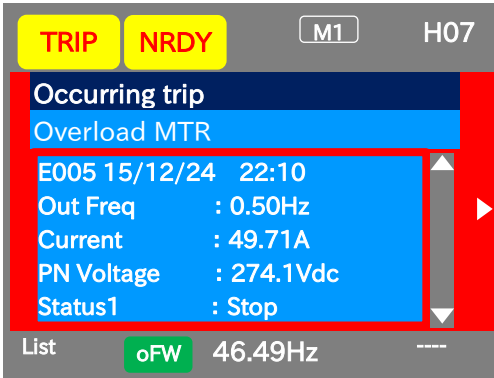 TRIP NRDY M1 H07
Occurring trip
Overload MTR
E005 15/12/24 22:10
Out Freq : 0.50Hz
Current : 49.71A
PN Voltage : 274.1Vdc
Status1 : Stop
List oFW 46.49Hz ----